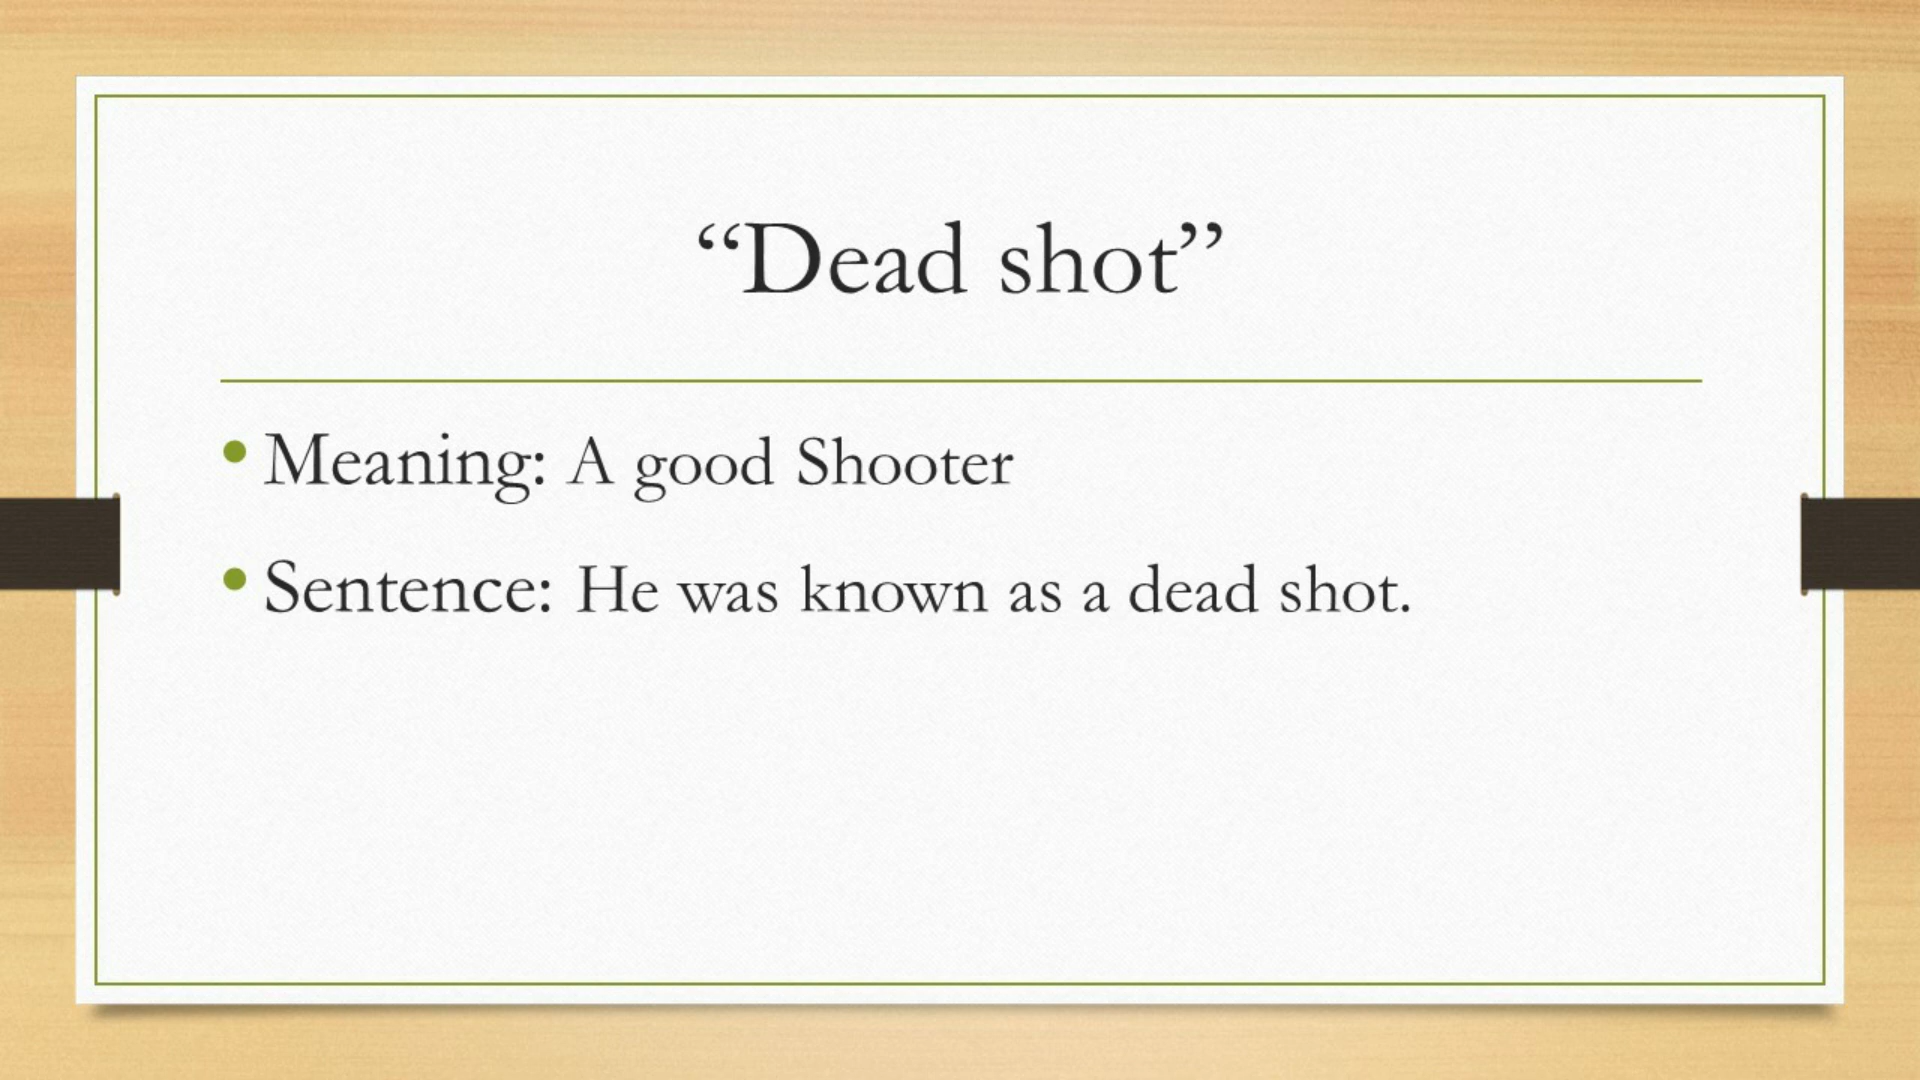 “Dead shot”
• Meaning: A good Shooter
• Sentence: He was known as a dead shot.